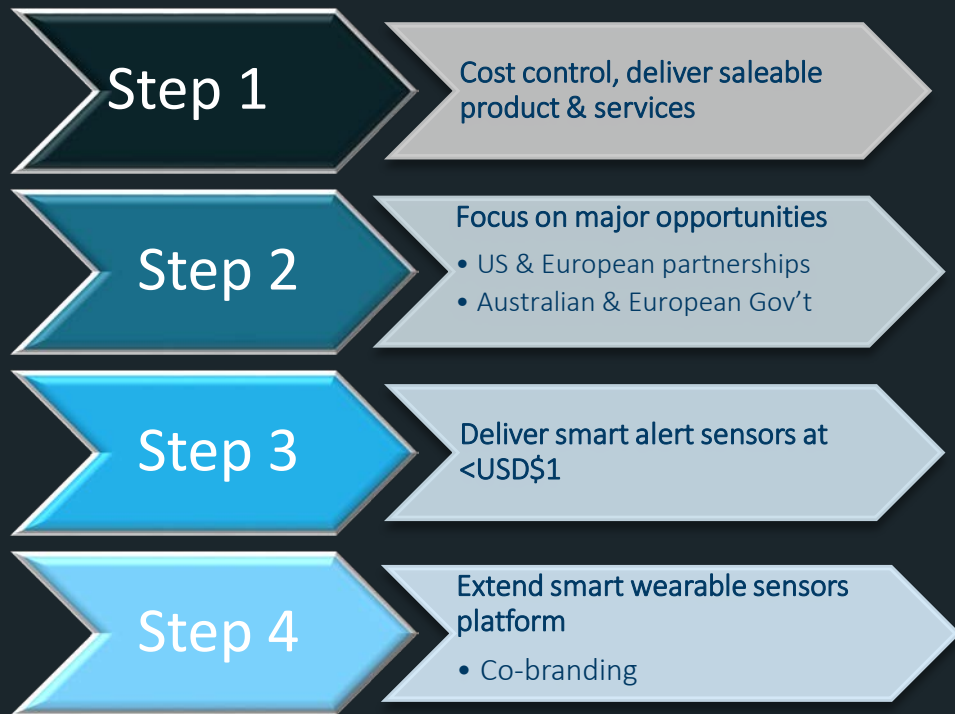 Step 1
Cost control, deliver saleable
product & services
Step 2
Focus on major opportunities
• US & European partnerships
• Australian & European Gov’t
Step 3
Deliver smart alert sensors at
<USD$1
Step 4
Extend smart wearable sensors
platform
• Co-branding